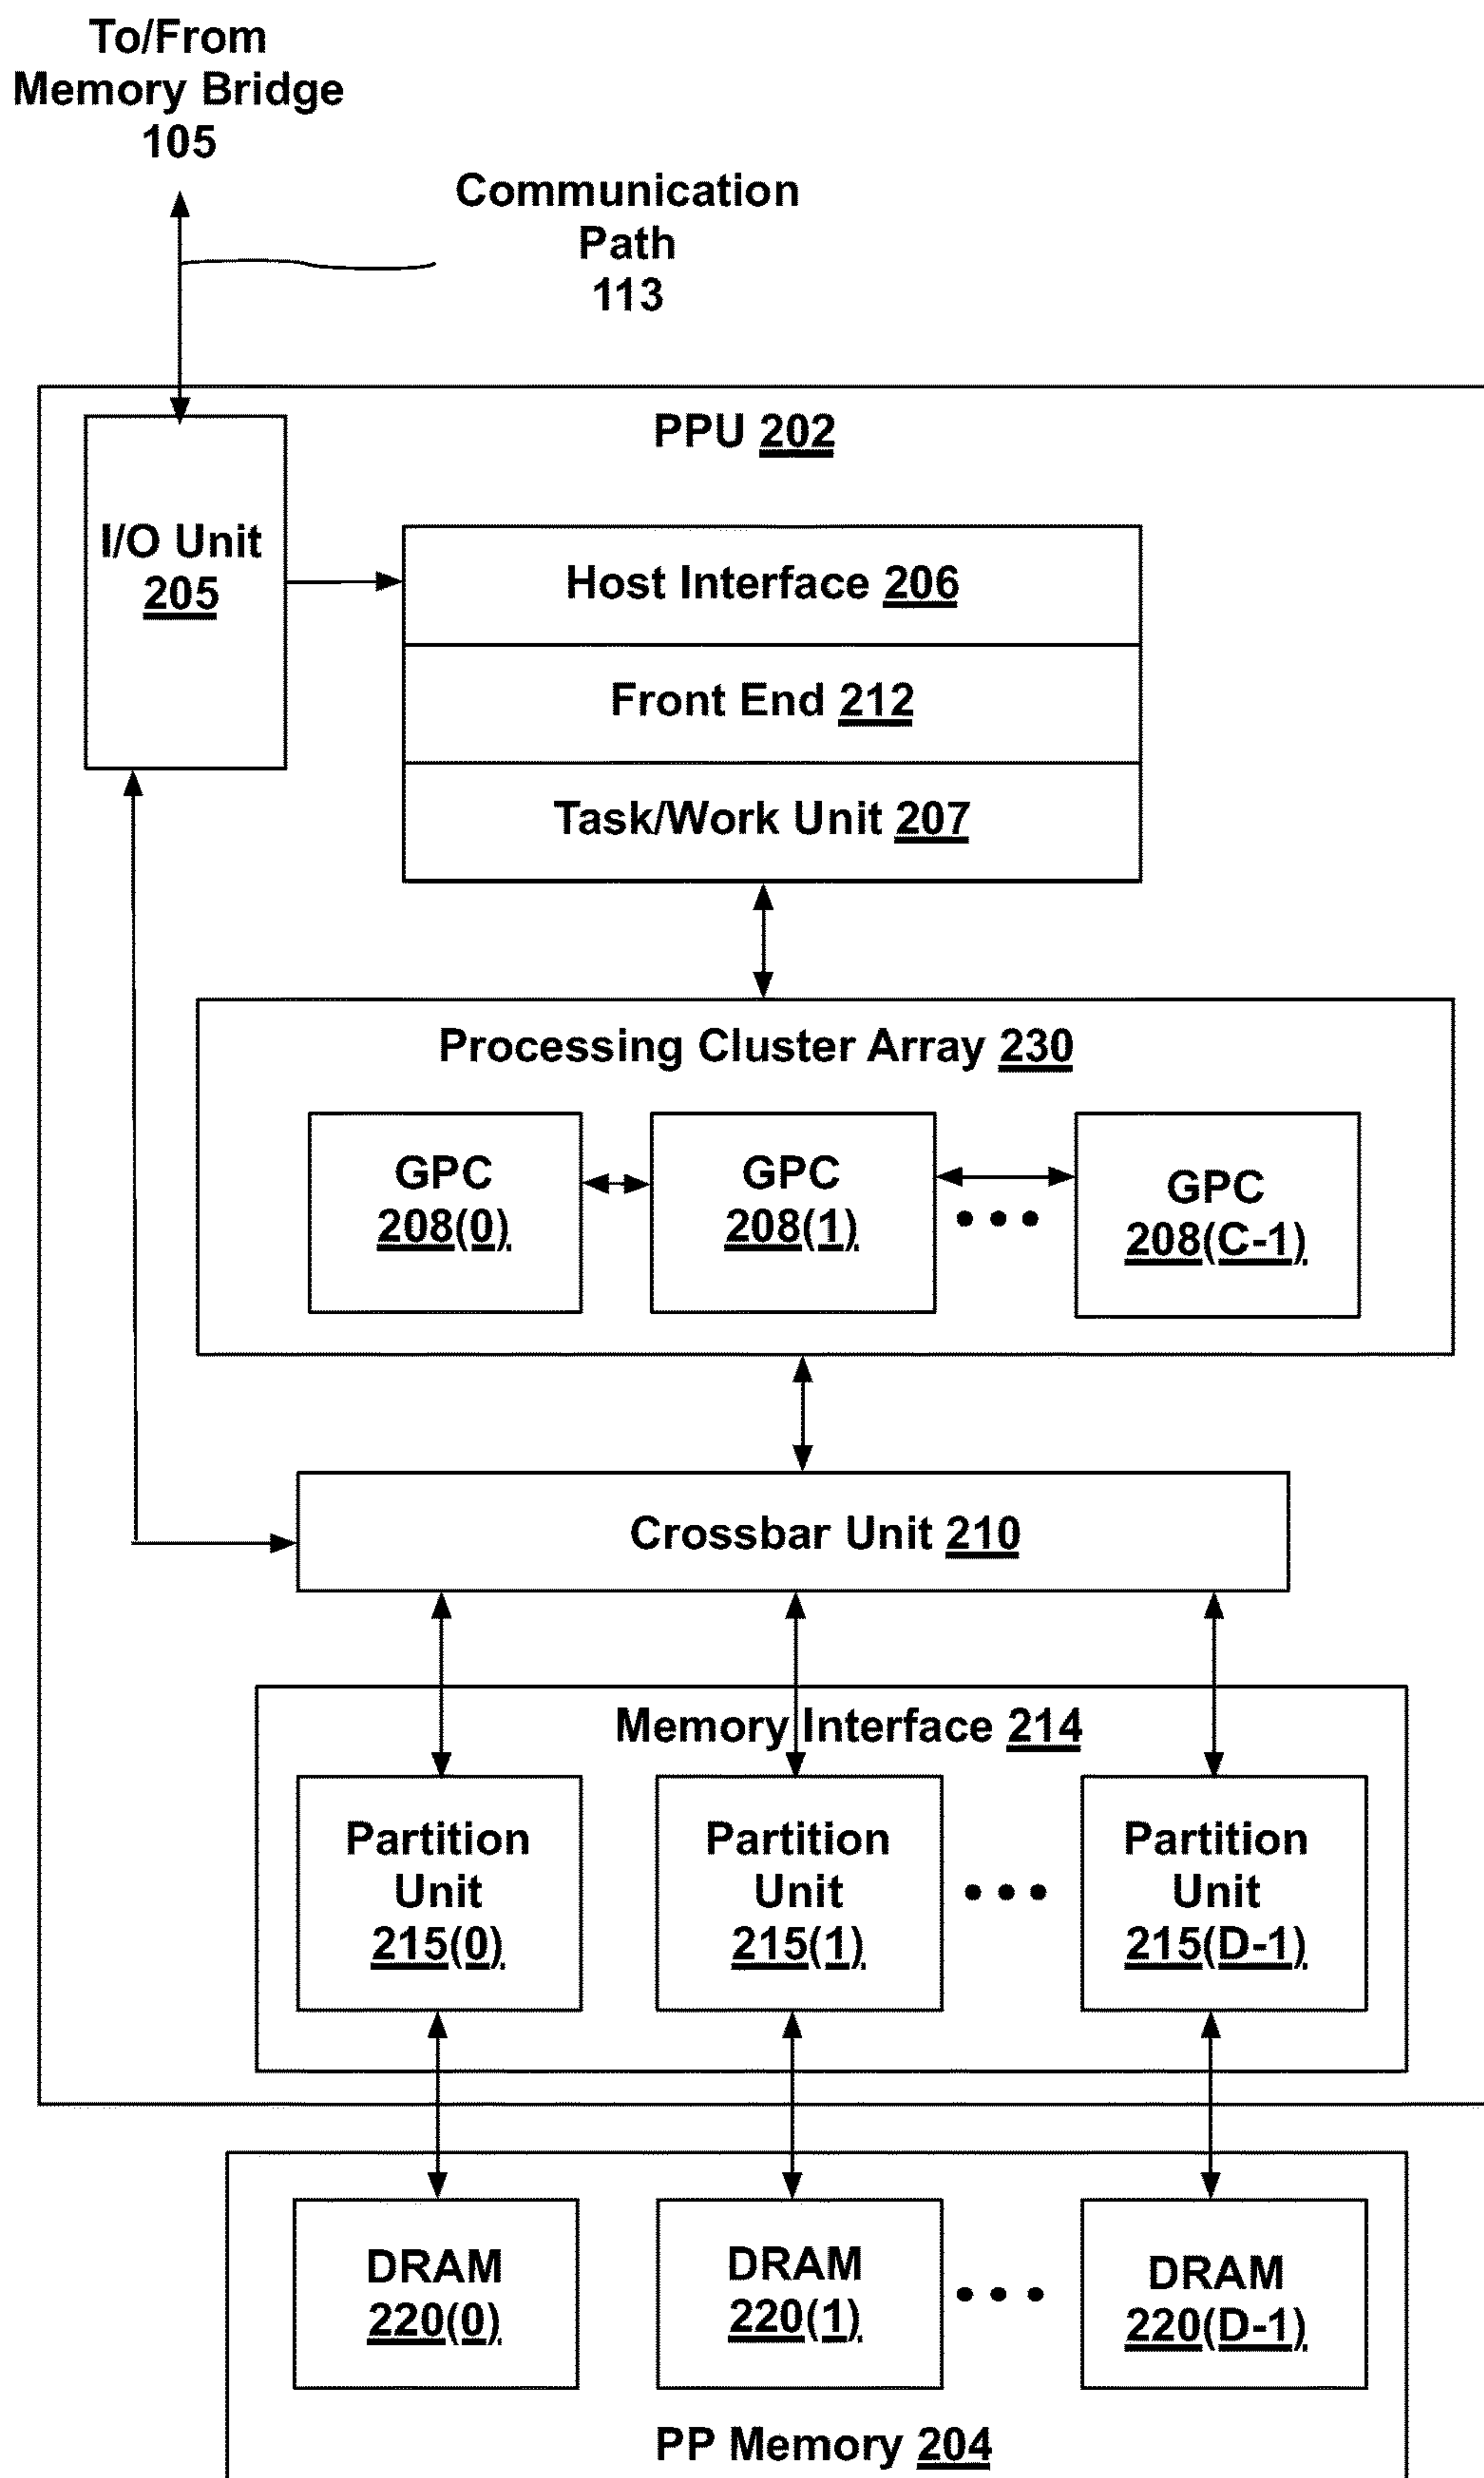 To/From
Memory Bridge
105
Communication
Path
113
PPU 202
I/O Unit
205
Host Interface 206
Front End 212
Task/Work Unit 207
Processing Cluster Array 230
GPC
208(0)
GPC
208(1)
GPC
208(C-1)
Crossbar Unit 210
Memory Interface 214
Partition
Unit
215(0)
Partition
Unit
215(1)
Partition
Unit
215(D-1)
DRAM
220(0)
DRAM
220(1)
DRAM
220(D-1)
PP Memory 204